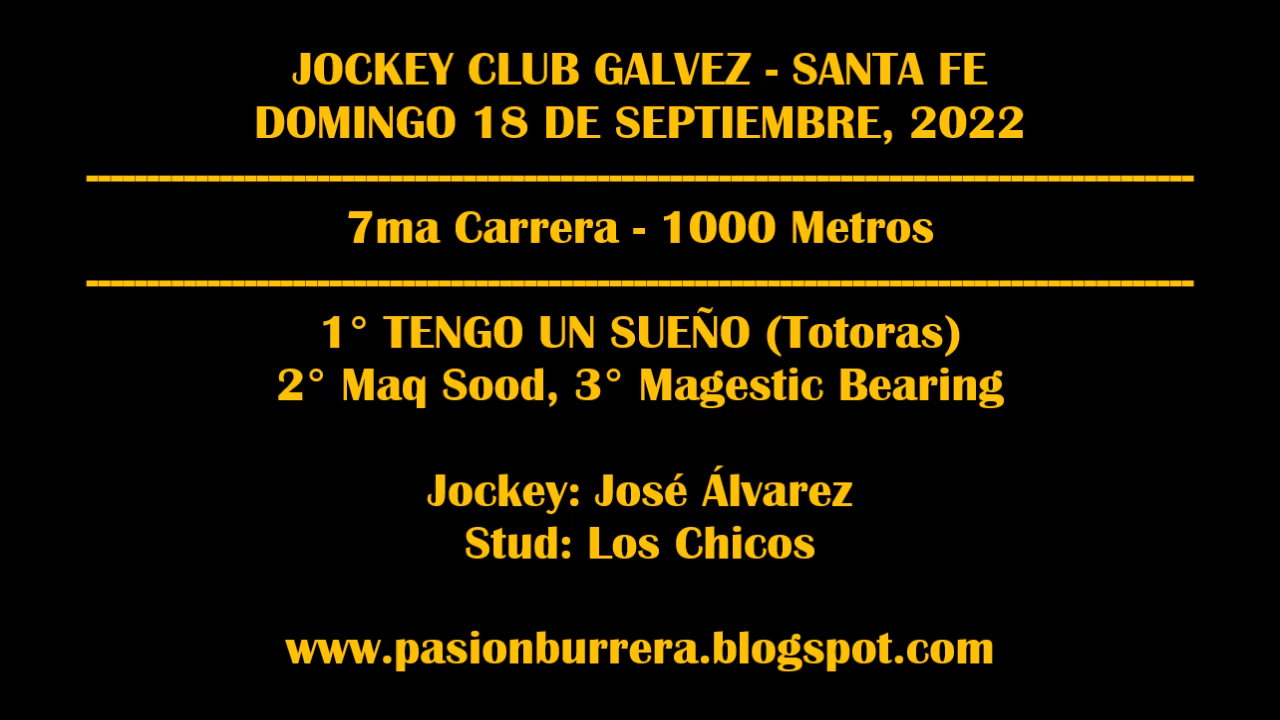 JOCKEY CLUB GALVEZ - SANTA FE
DOMINGO 18 DE SEPTIEMBRE, 2022
7ma Carrera - 1000 Metros
1° TENGO UN SUEÑO (Totoras)
2° Maq Sood, 3° Magestic Bearing
Jockey: José Álvarez
Stud: Los Chicos
www.pasionburrera.blogspot.com